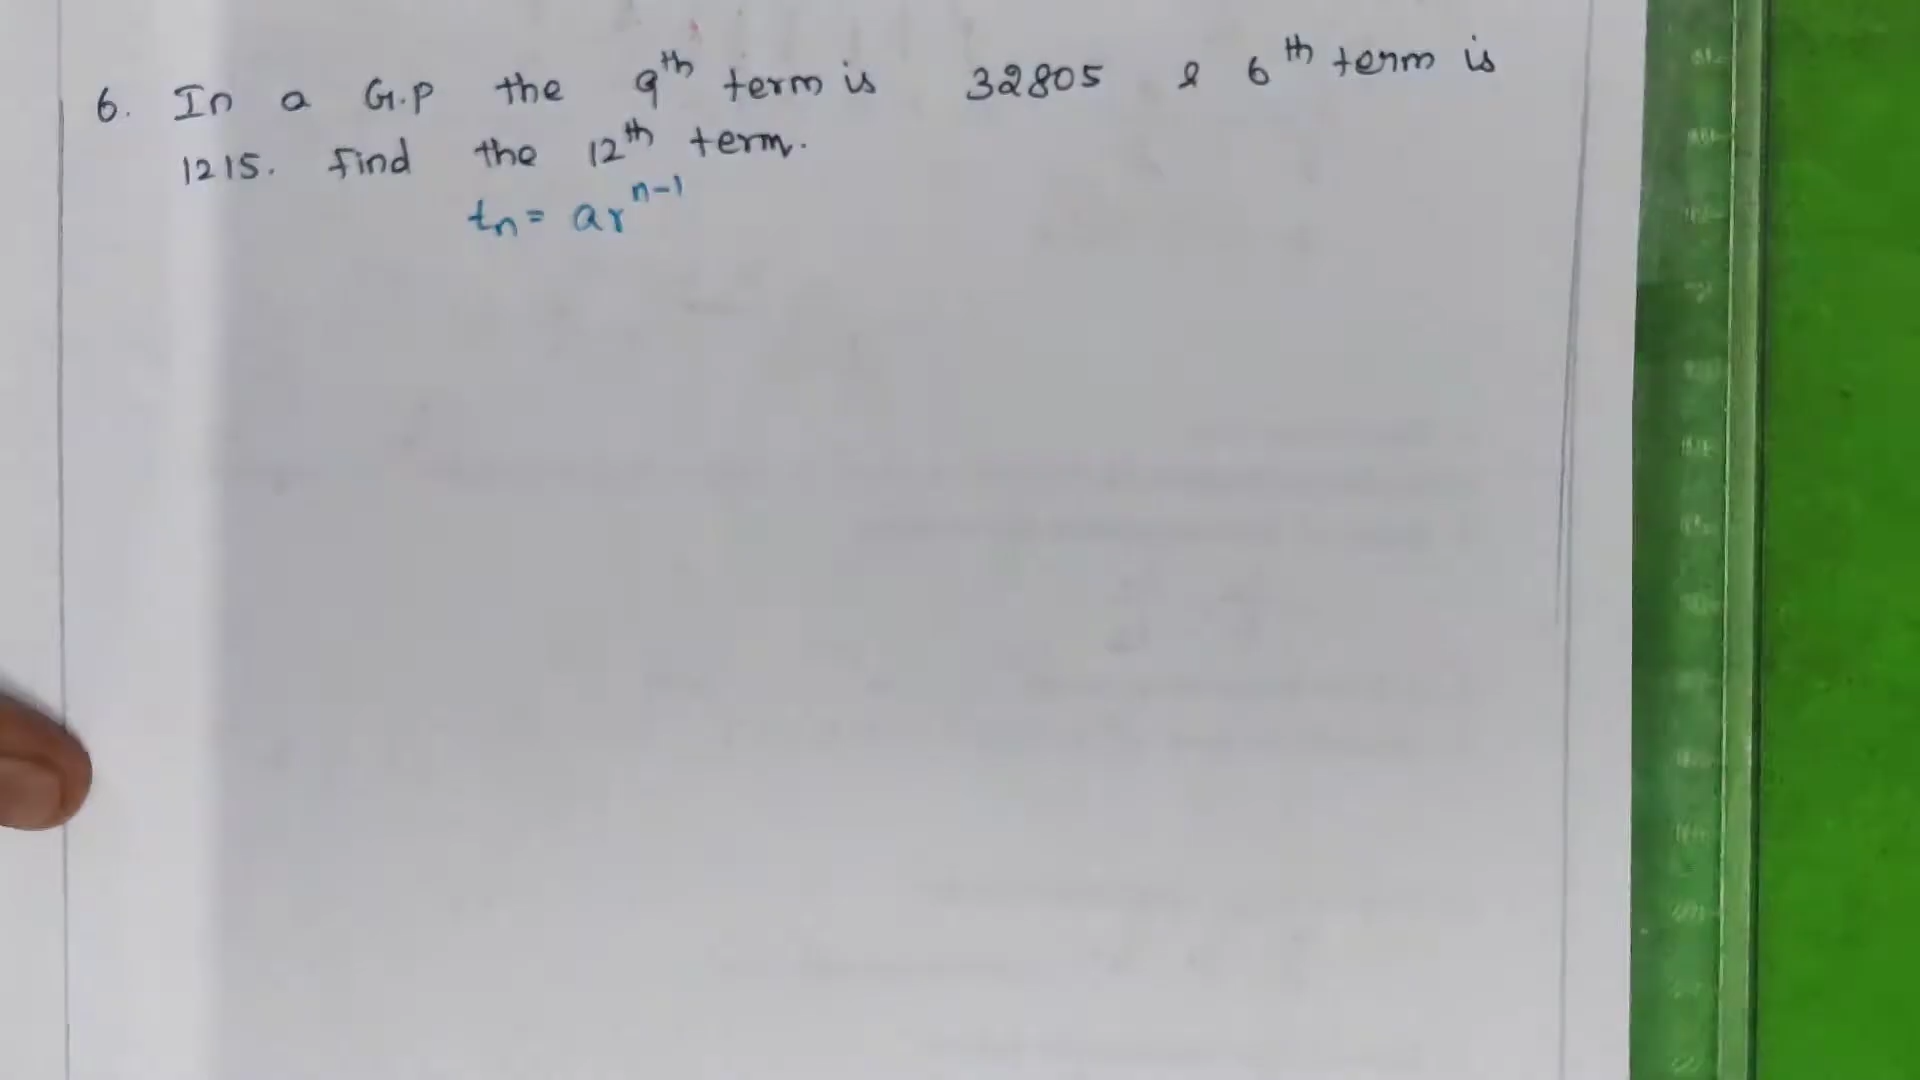 6. In a G.P the 9th term is 32805 & 6th term is
1215. Find the 12th term.
tn = ar^n-1